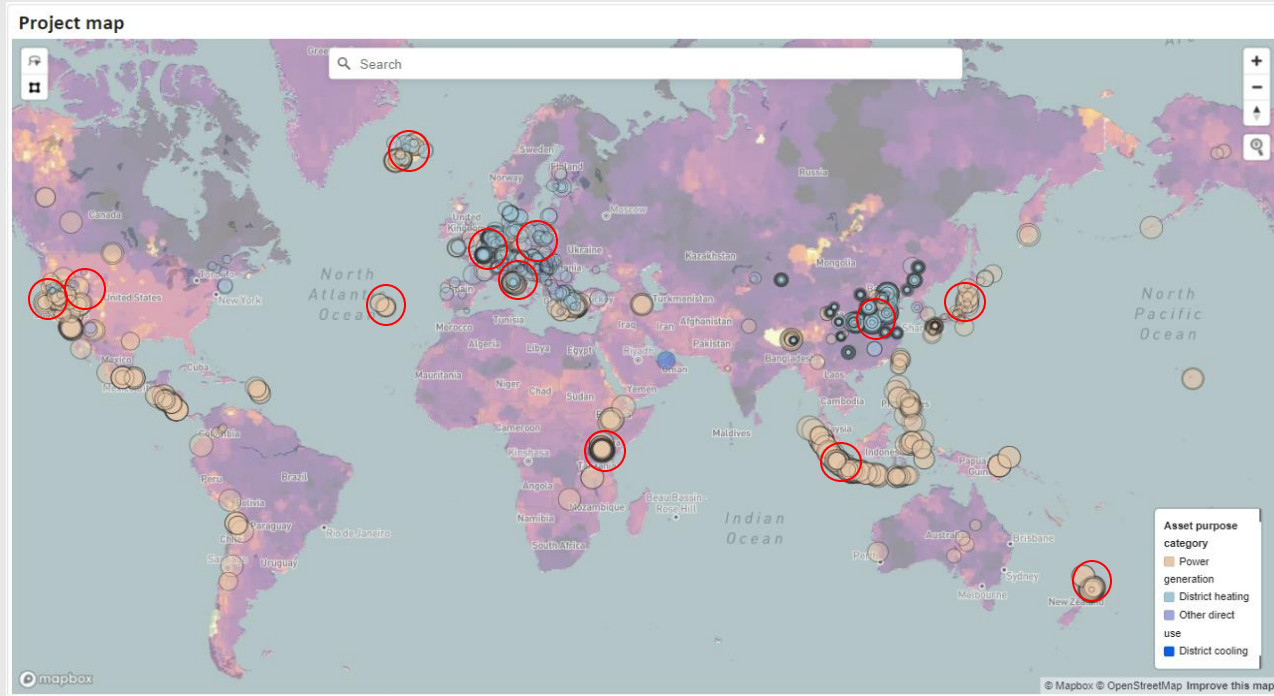 Project map
Search
Sweden
Finland
Norway
Russia
Moscow
United
Kingdom
Canada
Ukraine
Kazakhstan
Mongolia
North
Atlantic
Ocean
United States
New York
Spain
Turkmenistan
North
Pacific
Ocean
Morocco
Tunisia
Iraq
Iran
Afghanistan
Algeria
Libya
Egypt
Pakistan
Riyadh
Oman
Bangladesh
Mexico
Cuba
Mauritania
Niger
Chad
Sudan
Yemen
Laos
Cambodia
Cameroon
Maldives
Colombia
Kinshasa
Tanzania
Papua
Peru
Brazil
Angola
Bolivia
Mozambique
Beau Bassin-
Rose Hill
Namibia
Indian
Ocean
Paraguay
Rio de Janeiro
South Africa
Uruguay
Australia
Brisbane
Perth
Sydney
Melbourne
New Zealand
Asset purpose
category
Power
generation
District heating
Other direct
use
District cooling
mapbox
© Mapbox © OpenStreetMap Improve this map